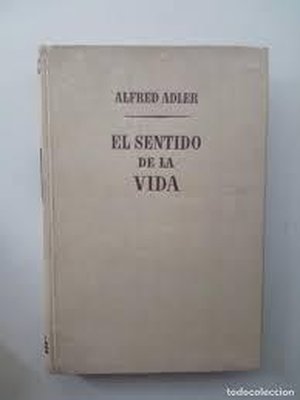 ALFRED ADLER
EL SENTIDO
DE LA
VIDA
todocoleccion